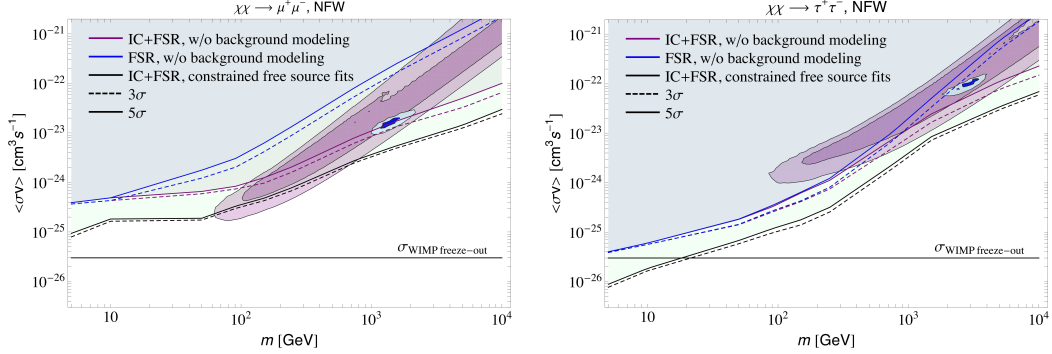 χχ → μ⁺μ⁻, NFW
10⁻²¹
10⁻²²
10⁻²³
10⁻²⁴
10⁻²⁵
10⁻²⁶
<σv> [cm³s⁻¹]
IC+FSR, w/o background modeling
FSR, w/o background modeling
IC+FSR, constrained free source fits
3σ
5σ
σWIMP freeze−out
10
10²
10³
10⁴
m [GeV]
χχ → τ⁺τ⁻, NFW
10⁻²¹
10⁻²²
10⁻²³
10⁻²⁴
10⁻²⁵
10⁻²⁶
<σv> [cm³s⁻¹]
IC+FSR, w/o background modeling
FSR, w/o background modeling
IC+FSR, constrained free source fits
3σ
5σ
σWIMP freeze−out
10
10²
10³
10⁴
m [GeV]